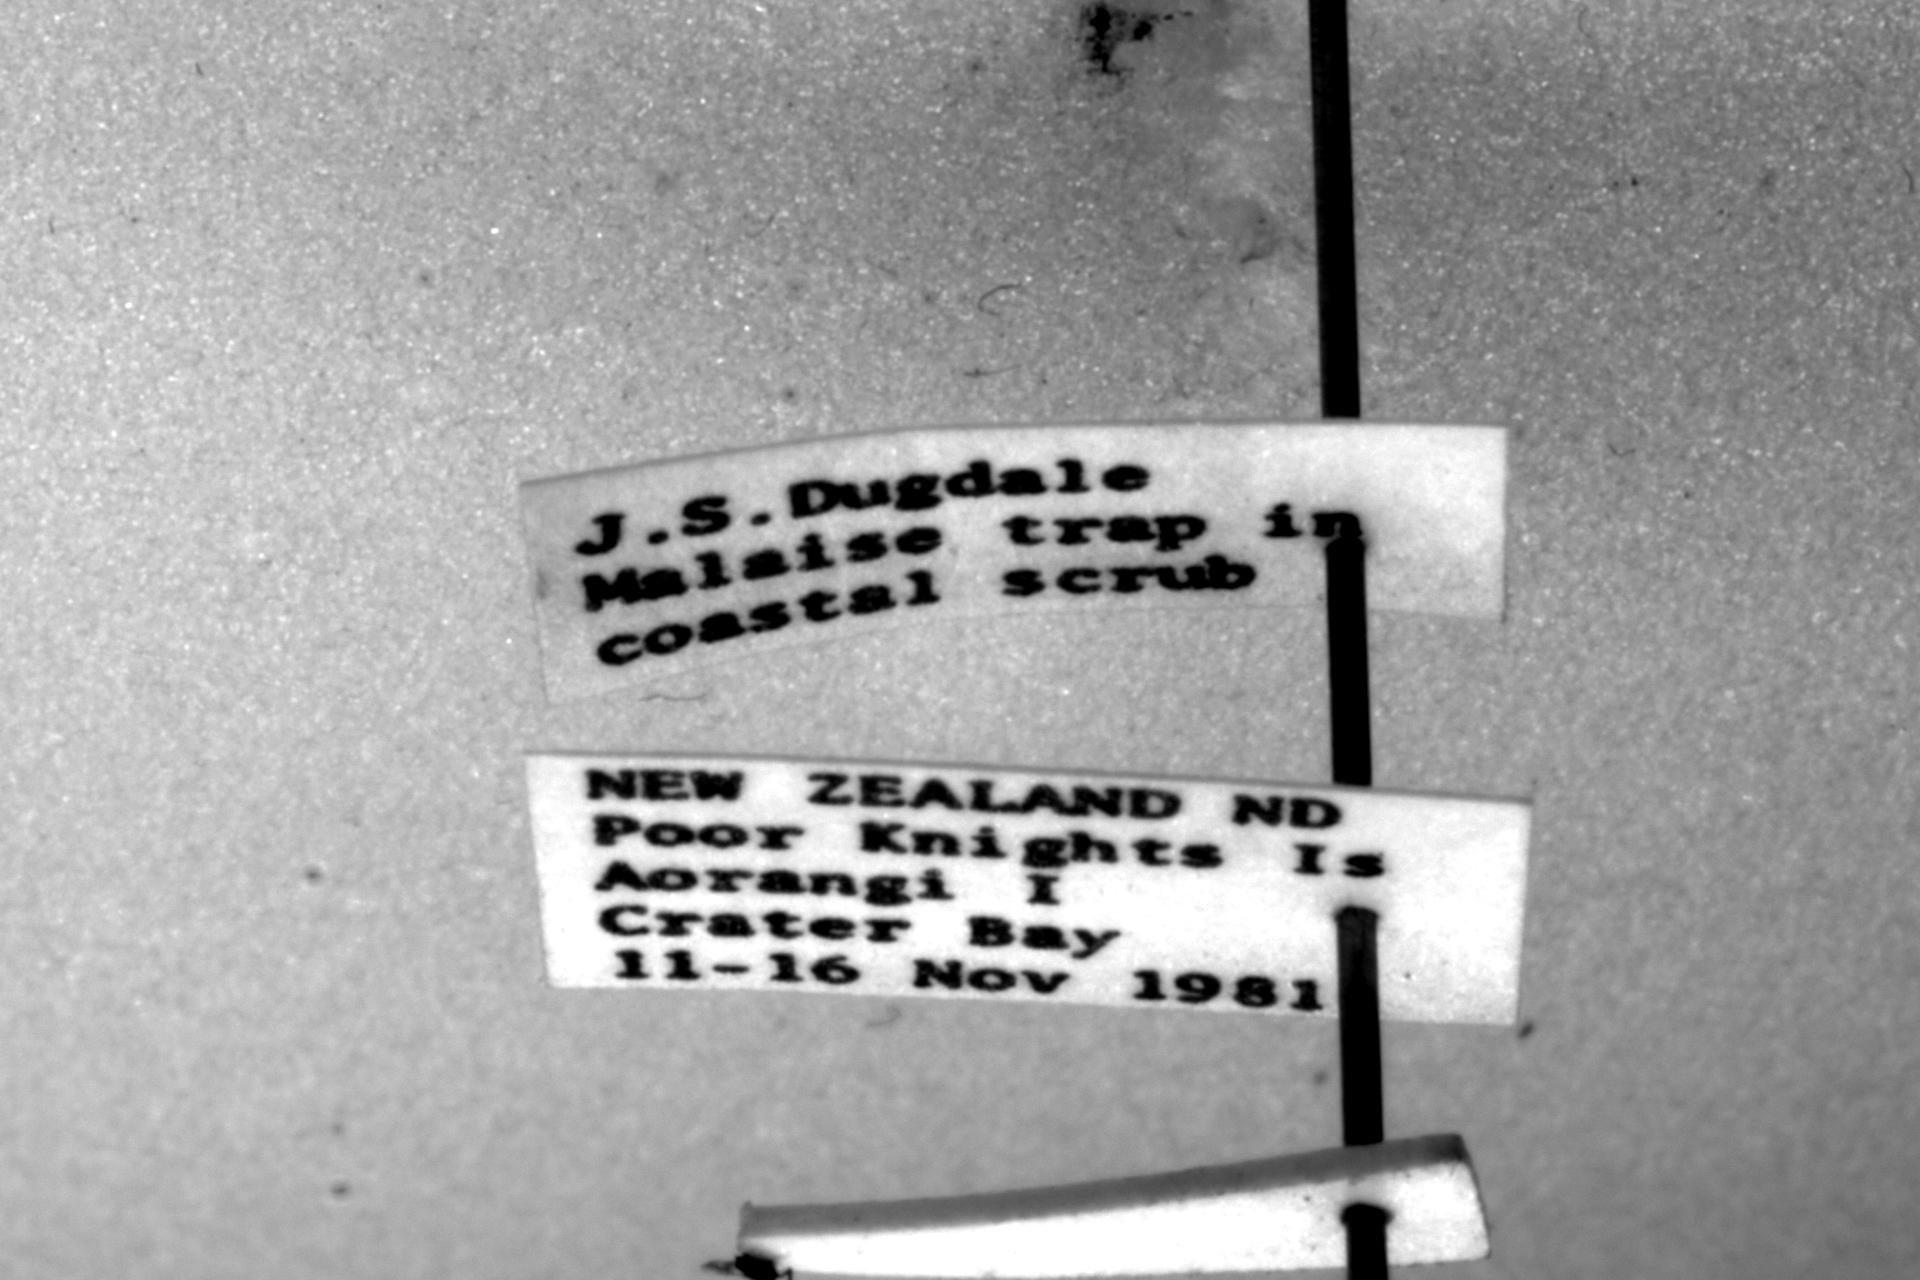 J.S.Dugdale
Malaise trap in
coastal scrub
NEW ZEALAND ND
Poor Knights Is
Aorangi I
Crater Bay
11-16 Nov 1981